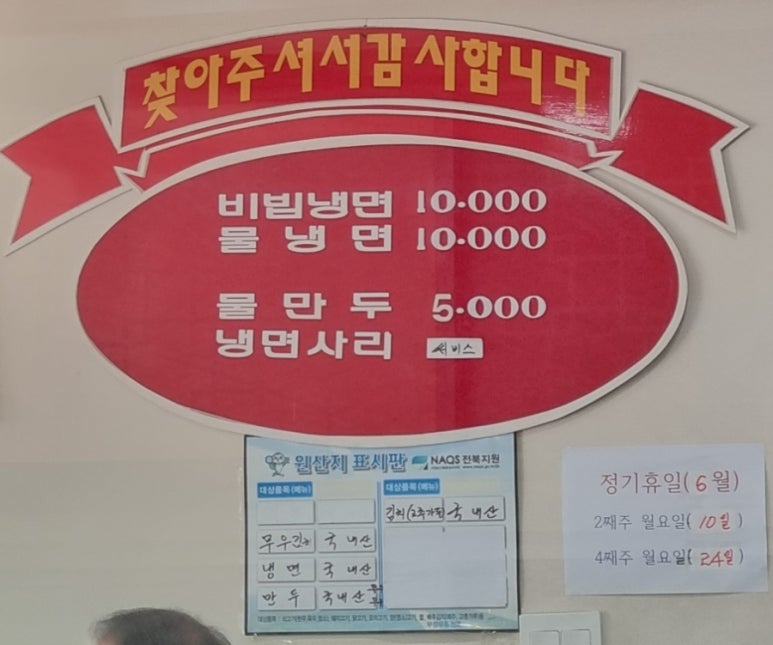 찾아주셔서감사합니다
비빔냉면 10.000
물냉면 10.000
물만두 5.000
냉면사리 서비스
원산지 표시판 NAQS 전북지원
대상품목(메뉴)
무우김치 국내산
냉면 국내산
만두 국내산
대상품목(메뉴)
김치(고추가루) 국내산
정기휴일(6월)
2째주 월요일(10일)
4째주 월요일(24일)